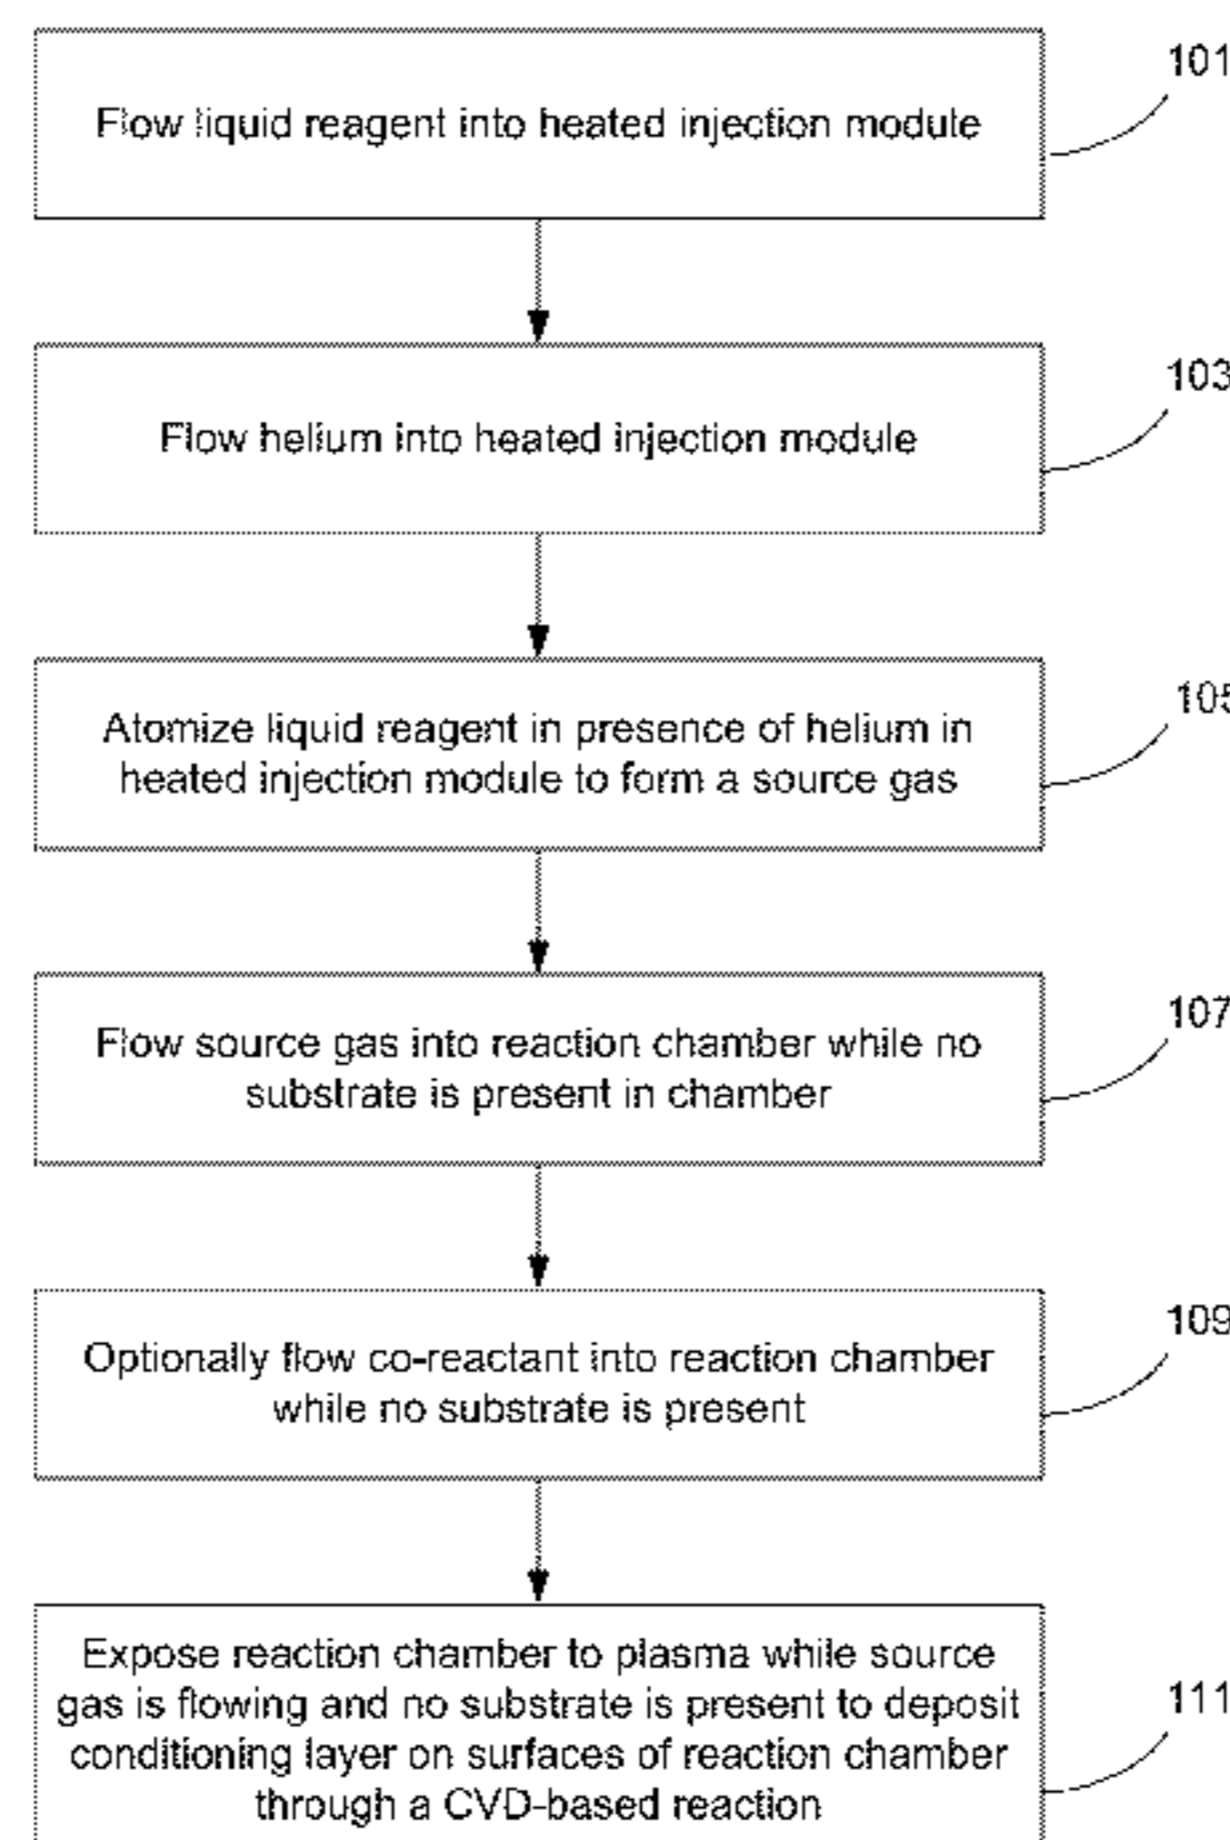 101
Flow liquid reagent into heated injection module
103
Flow helium into heated injection module
105
Atomize liquid reagent in presence of helium in
heated injection module to form a source gas
107
Flow source gas into reaction chamber while no
substrate is present in chamber
109
Optionally flow co-reactant into reaction chamber
while no substrate is present
111
Expose reaction chamber to plasma while source
gas is flowing and no substrate is present to deposit
conditioning layer on surfaces of reaction chamber
through a CVD-based reaction